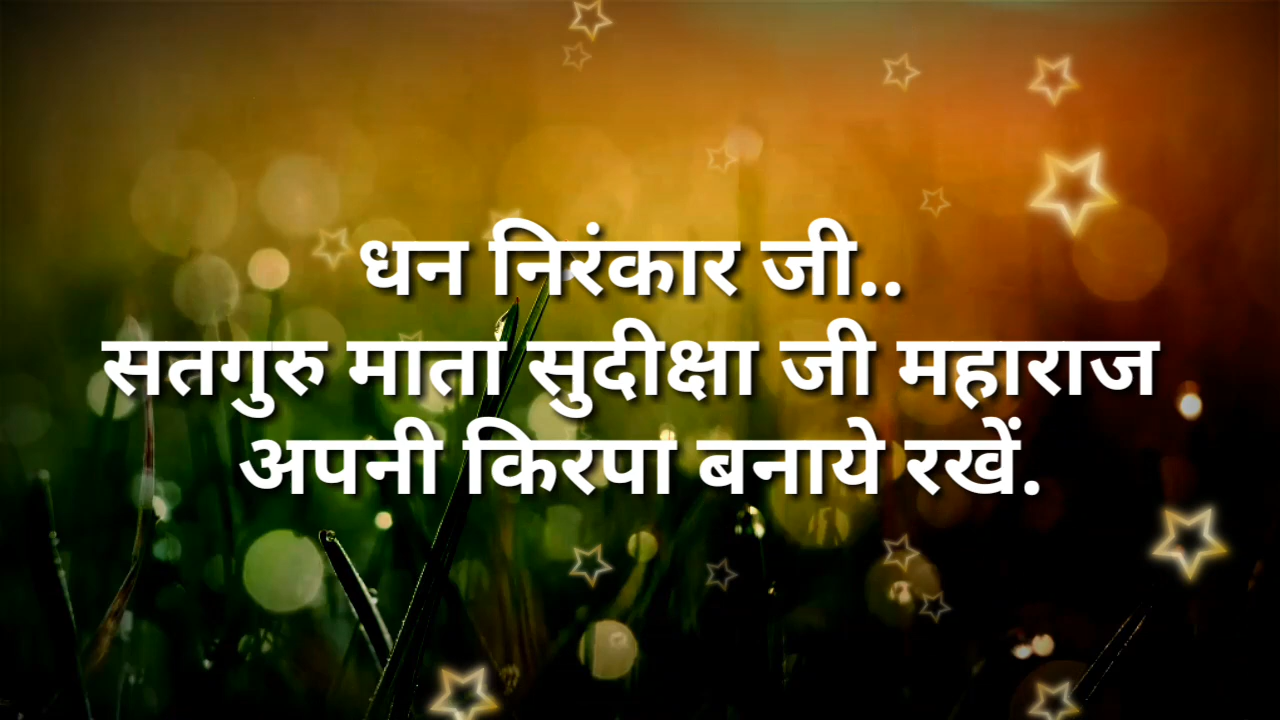 धन निरंकार जी..
सतगुरु माता सुदीक्षा जी महाराज
अपनी किरपा बनाये रखें.